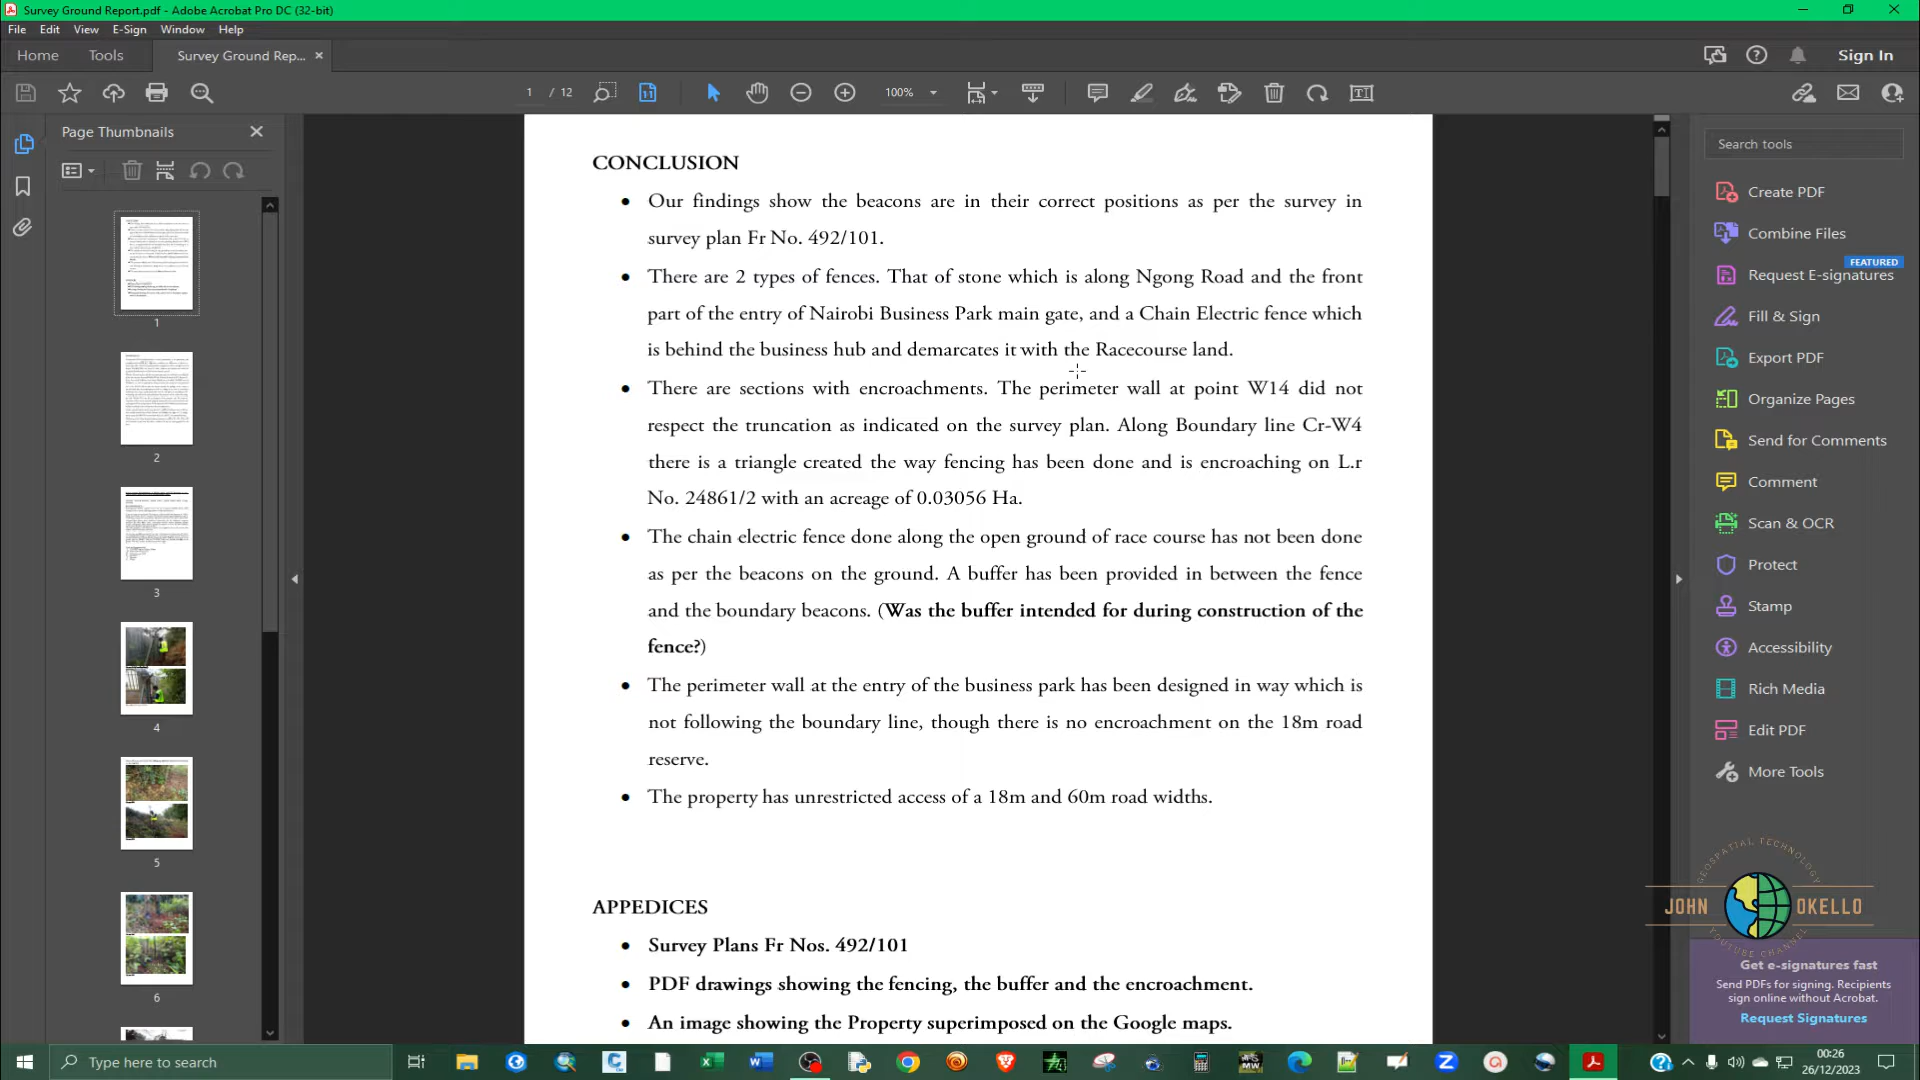 Survey Ground Report.pdf - Adobe Acrobat Pro DC (32-bit)
File Edit View E-Sign Window Help
Home Tools Survey Ground Rep... × Sign In
1 / 12 100%
Page Thumbnails
1
2
3
4
5
6
CONCLUSION
• Our findings show the beacons are in their correct positions as per the survey in
survey plan Fr No. 492/101.
• There are 2 types of fences. That of stone which is along Ngong Road and the front
part of the entry of Nairobi Business Park main gate, and a Chain Electric fence which
is behind the business hub and demarcates it with the Racecourse land.
• There are sections with encroachments. The perimeter wall at point W14 did not
respect the truncation as indicated on the survey plan. Along Boundary line Cr-W4
there is a triangle created the way fencing has been done and is encroaching on L.r
No. 24861/2 with an acreage of 0.03056 Ha.
• The chain electric fence done along the open ground of race course has not been done
as per the beacons on the ground. A buffer has been provided in between the fence
and the boundary beacons. (Was the buffer intended for during construction of the
fence?)
• The perimeter wall at the entry of the business park has been designed in way which is
not following the boundary line, though there is no encroachment on the 18m road
reserve.
• The property has unrestricted access of a 18m and 60m road widths.
APPEDICES
• Survey Plans Fr Nos. 492/101
• PDF drawings showing the fencing, the buffer and the encroachment.
• An image showing the Property superimposed on the Google maps.
Search tools
Create PDF
Combine Files
FEATURED
Request E-signatures
Fill & Sign
Export PDF
Organize Pages
Send for Comments
Comment
Scan & OCR
Protect
Stamp
Accessibility
Rich Media
Edit PDF
More Tools
GEOSPATIAL TECHNOLOGY
JOHN OKELLO
YOUTUBE CHANNEL
Get e-signatures fast
Send PDFs for signing. Recipients
sign online without Acrobat.
Request Signatures
Type here to search
00:26
26/12/2023